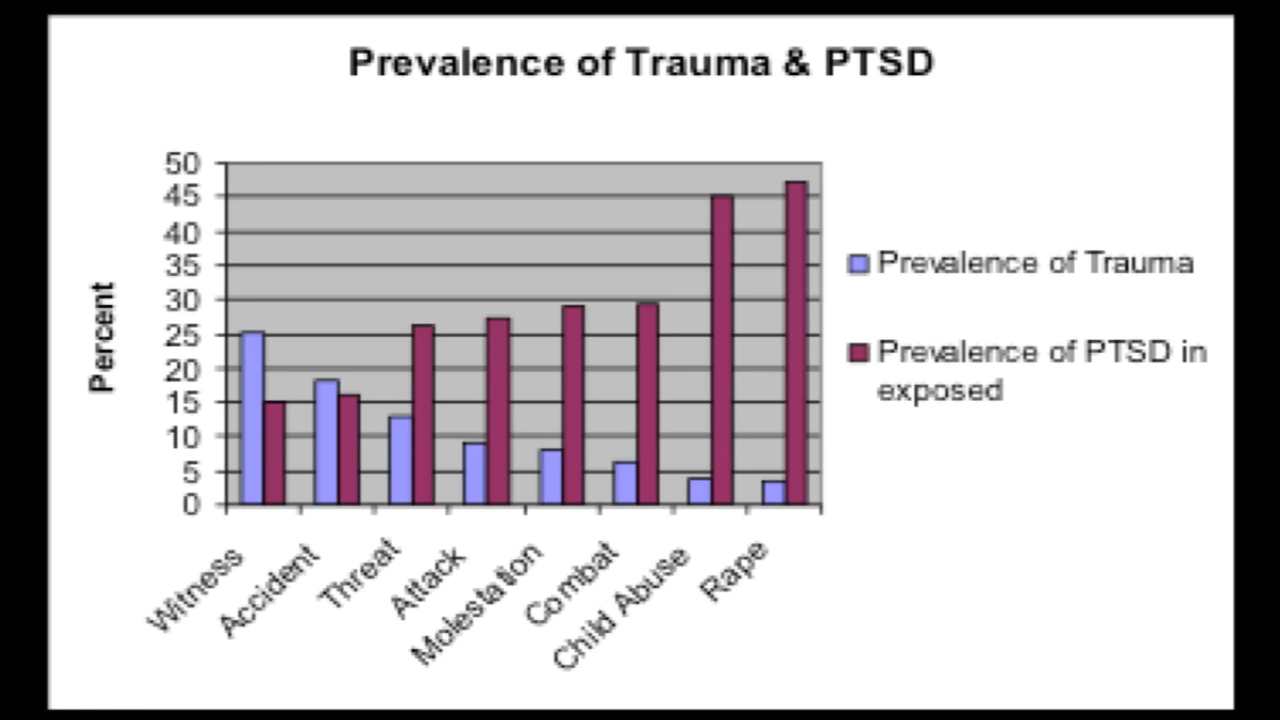 Prevalence of Trauma & PTSD
50
45
40
35
30
25
20
15
10
5
0
Percent
Witness
Accident
Threat
Attack
Molestation
Combat
Child Abuse
Rape
Prevalence of Trauma
Prevalence of PTSD in
exposed